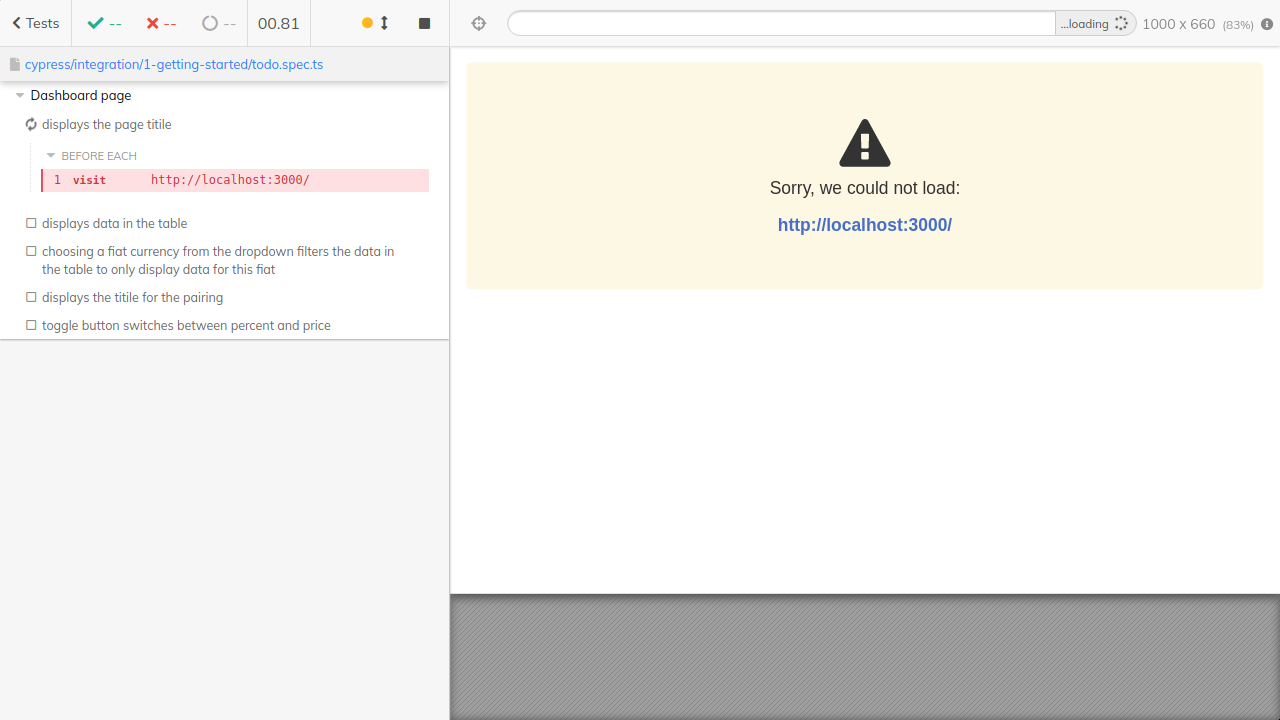 Tests
--
--
--
00.81
...loading
1000 x 660 (83%)
cypress/integration/1-getting-started/todo.spec.ts
Dashboard page
displays the page titile
BEFORE EACH
1 visit http://localhost:3000/
displays data in the table
choosing a fiat currency from the dropdown filters the data in
the table to only display data for this fiat
displays the titile for the pairing
toggle button switches between percent and price
Sorry, we could not load:
http://localhost:3000/